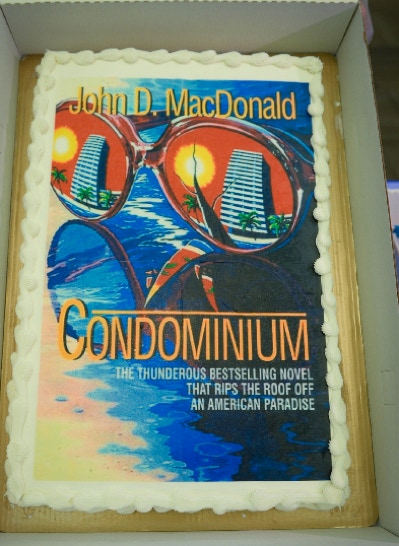 John D. MacDonald
CONDOMINIUM
THE THUNDEROUS BESTSELLING NOVEL
THAT RIPS THE ROOF OFF
AN AMERICAN PARADISE